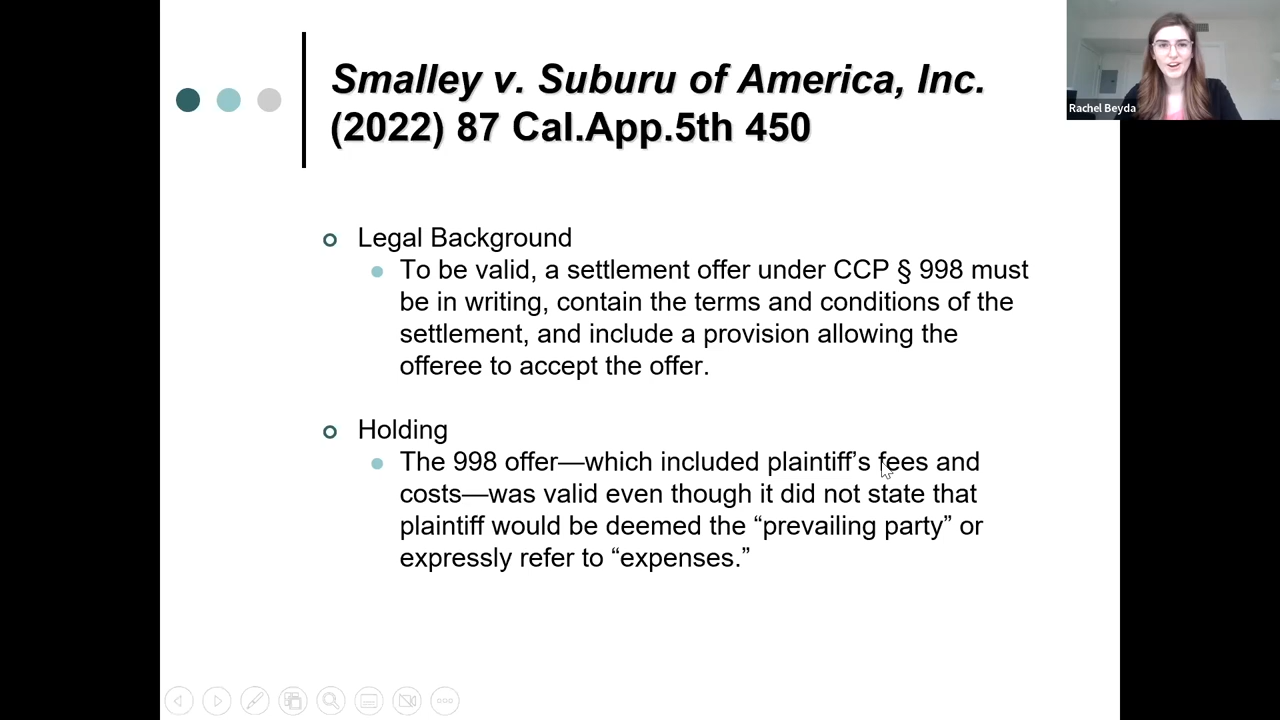 Smalley v. Suburu of America, Inc.
(2022) 87 Cal.App.5th 450
Rachel Beyda
Legal Background
To be valid, a settlement offer under CCP § 998 must
be in writing, contain the terms and conditions of the
settlement, and include a provision allowing the
offeree to accept the offer.
Holding
The 998 offer—which included plaintiff’s fees and
costs—was valid even though it did not state that
plaintiff would be deemed the “prevailing party” or
expressly refer to “expenses.”